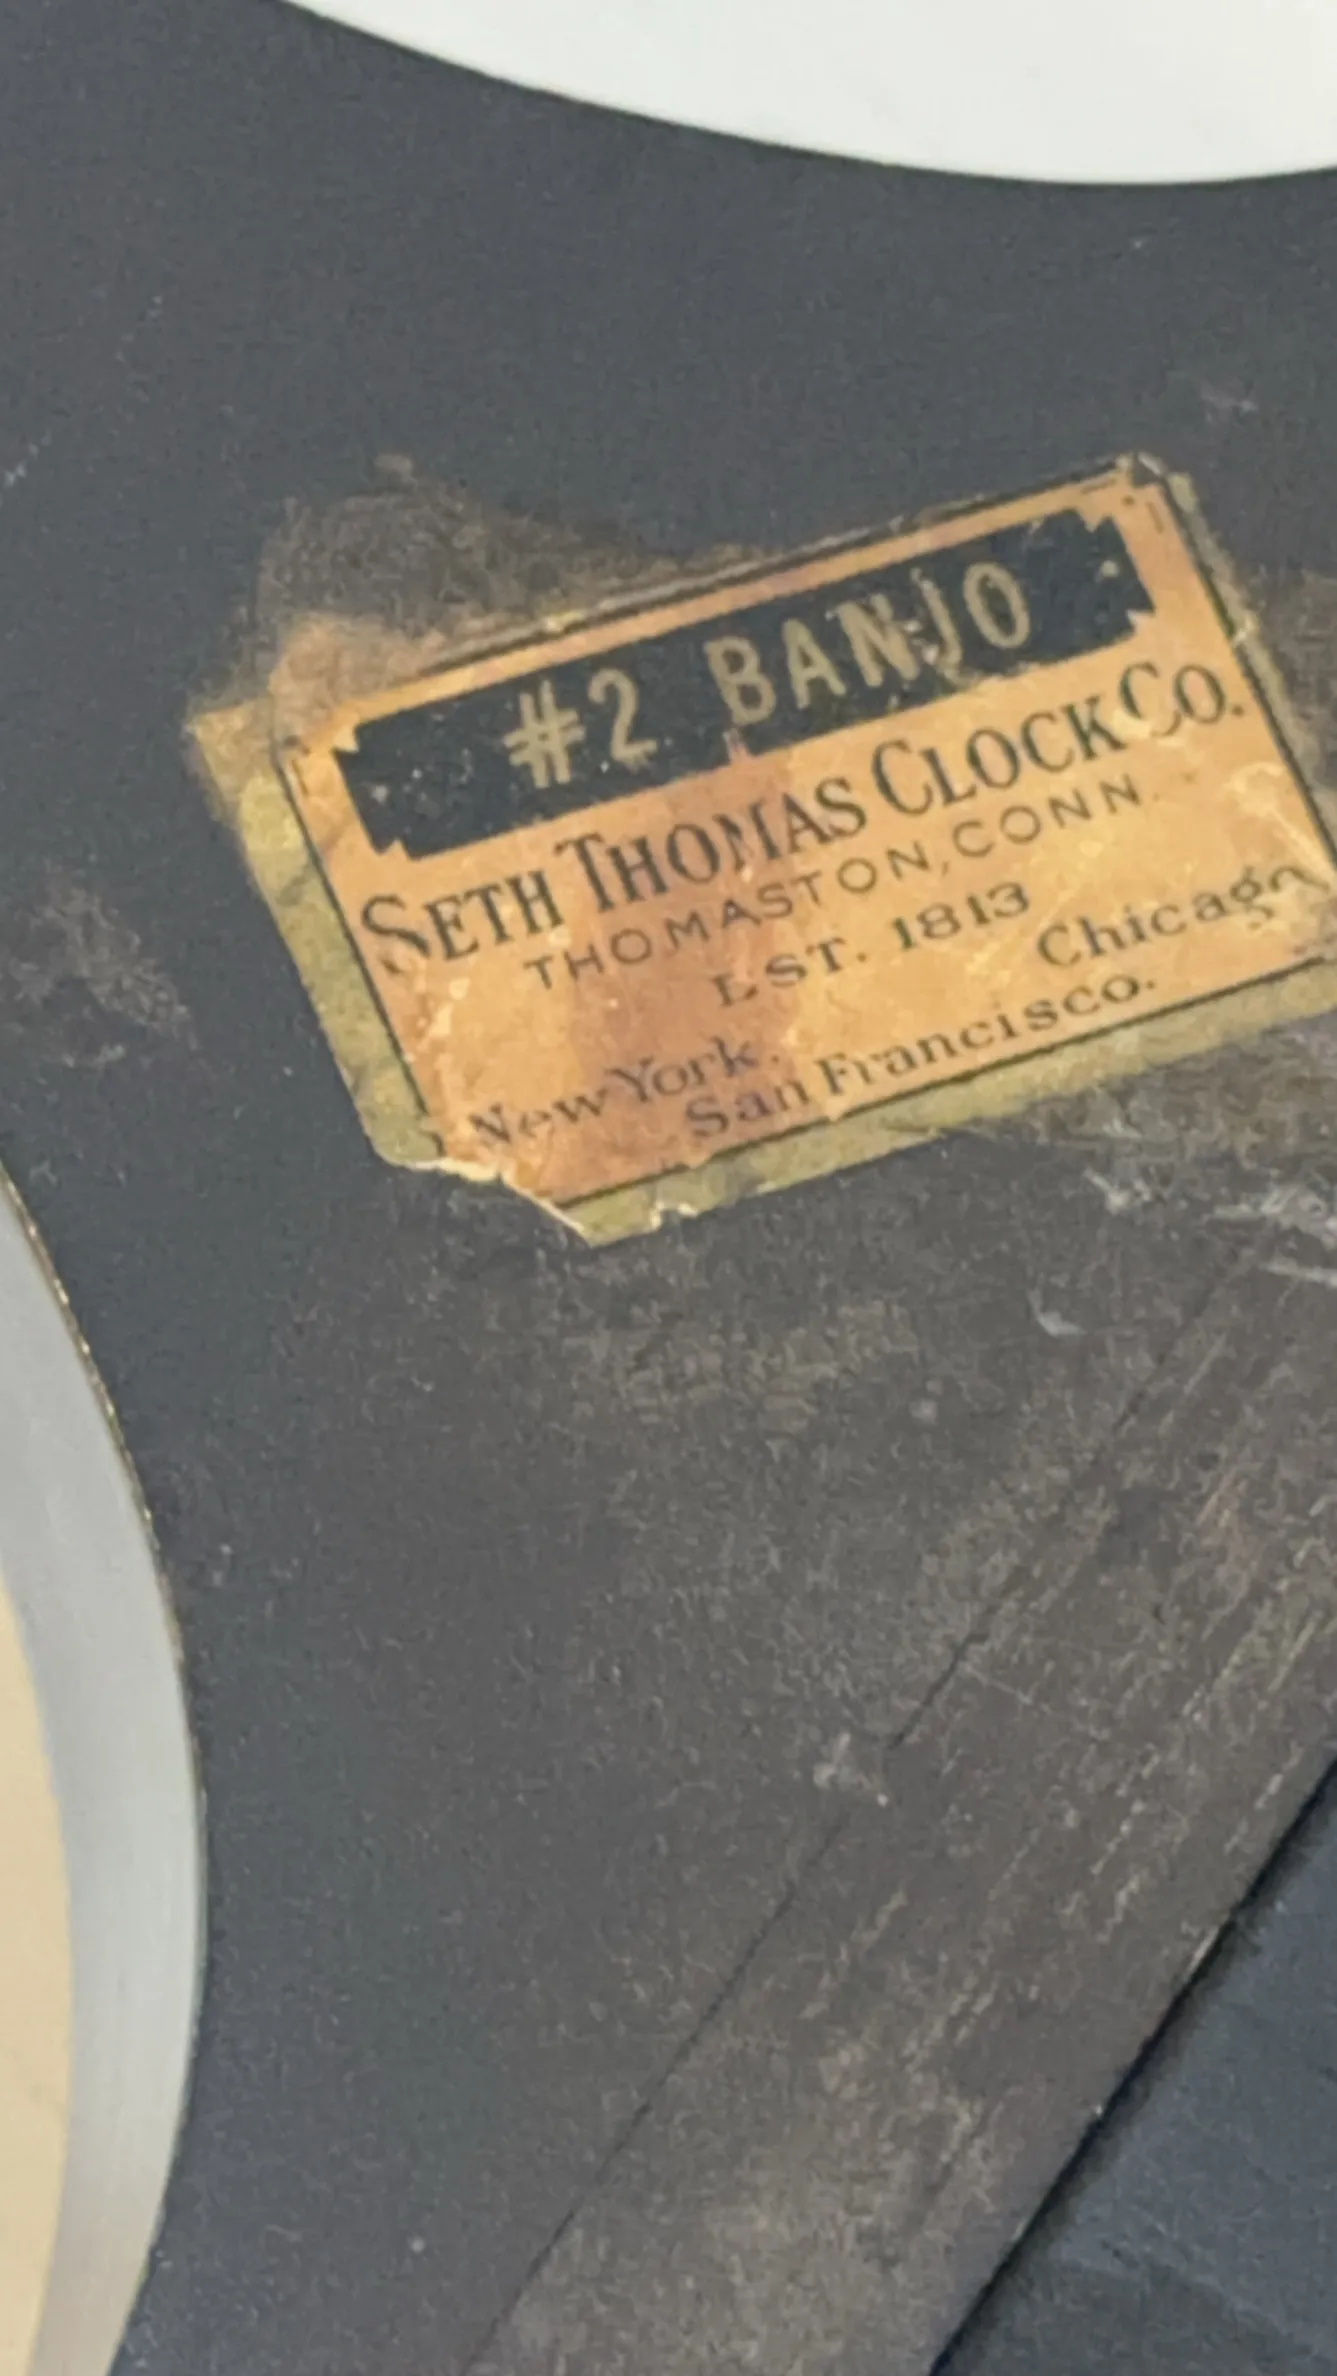 #2 BANJO
SETH THOMAS CLOCK CO.
THOMASTON, CONN.
EST. 1813
New York. Chicago
San Francisco.